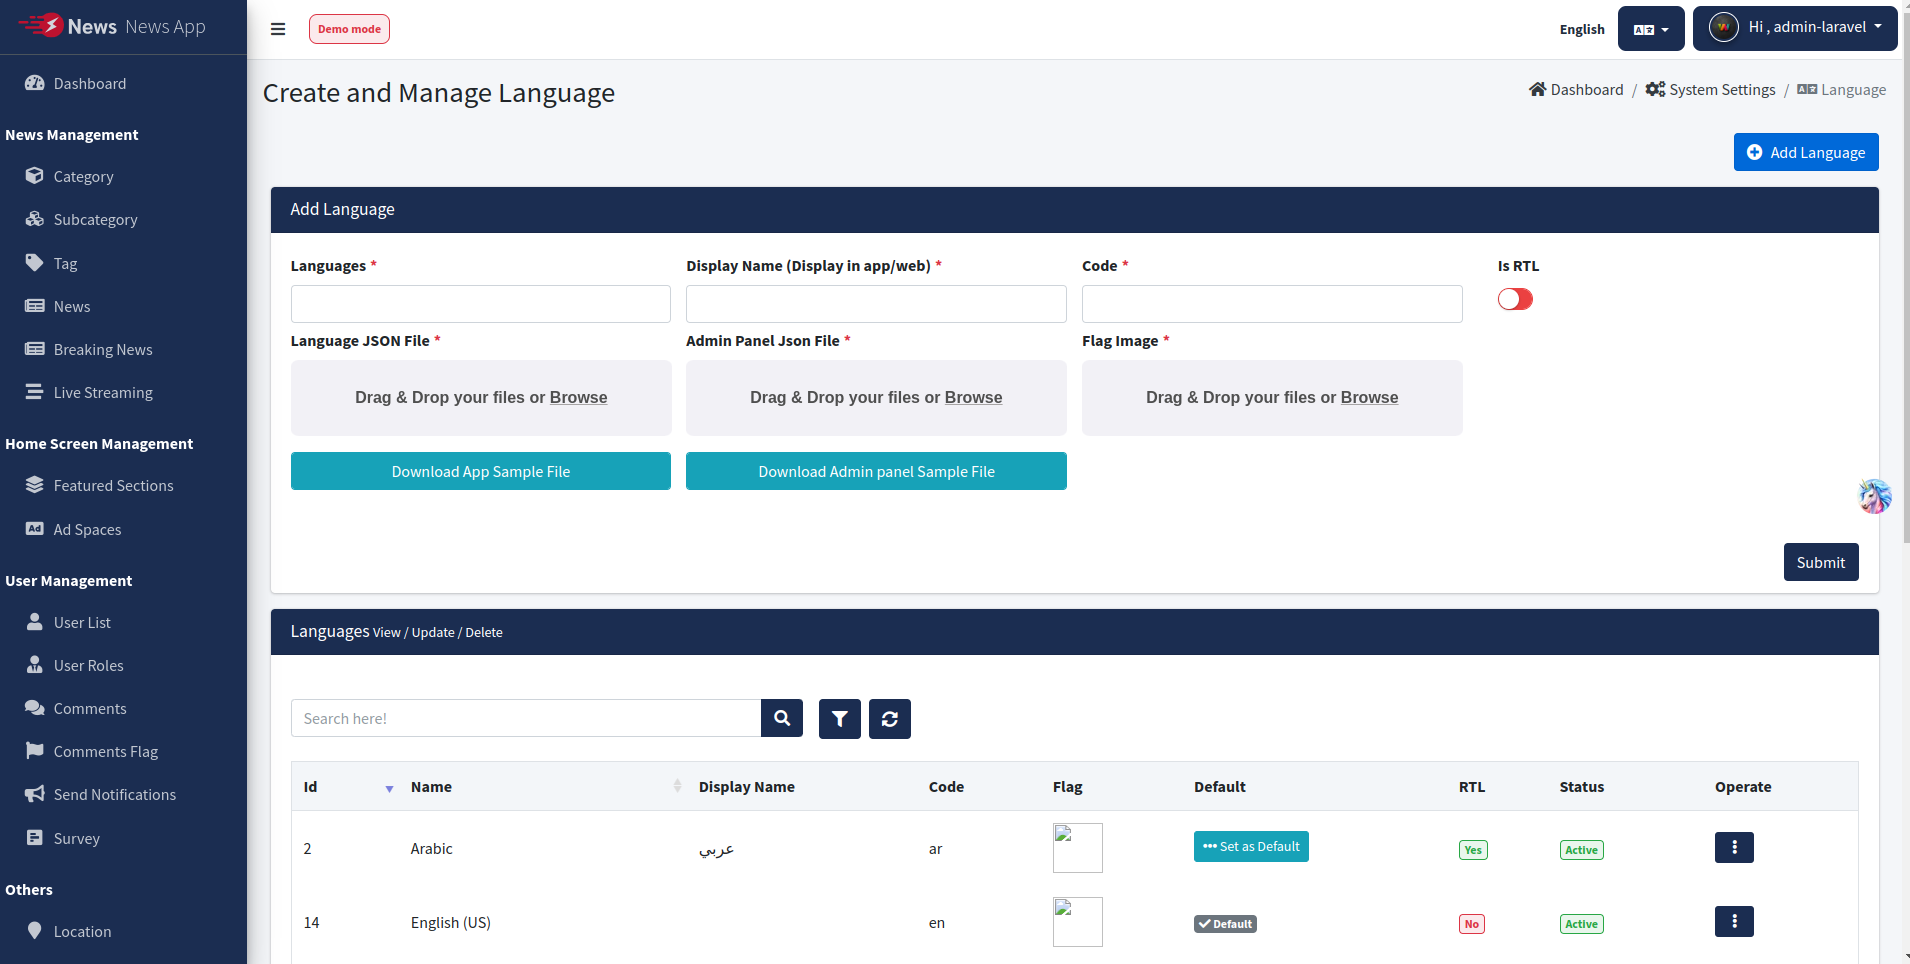 News News App
Demo mode
English
Hi , admin-laravel
Dashboard
News Management
Category
Subcategory
Tag
News
Breaking News
Live Streaming
Home Screen Management
Featured Sections
Ad Spaces
User Management
User List
User Roles
Comments
Comments Flag
Send Notifications
Survey
Others
Location
Create and Manage Language
Dashboard / System Settings / Language
Add Language
Add Language
Languages *
Display Name (Display in app/web) *
Code *
Is RTL
Language JSON File *
Admin Panel Json File *
Flag Image *
Drag & Drop your files or Browse
Drag & Drop your files or Browse
Drag & Drop your files or Browse
Download App Sample File
Download Admin panel Sample File
Submit
Languages View / Update / Delete
Search here!
Id Name Display Name Code Flag Default RTL Status Operate
2 Arabic عربي ar Set as Default Yes Active
14 English (US) en Default No Active